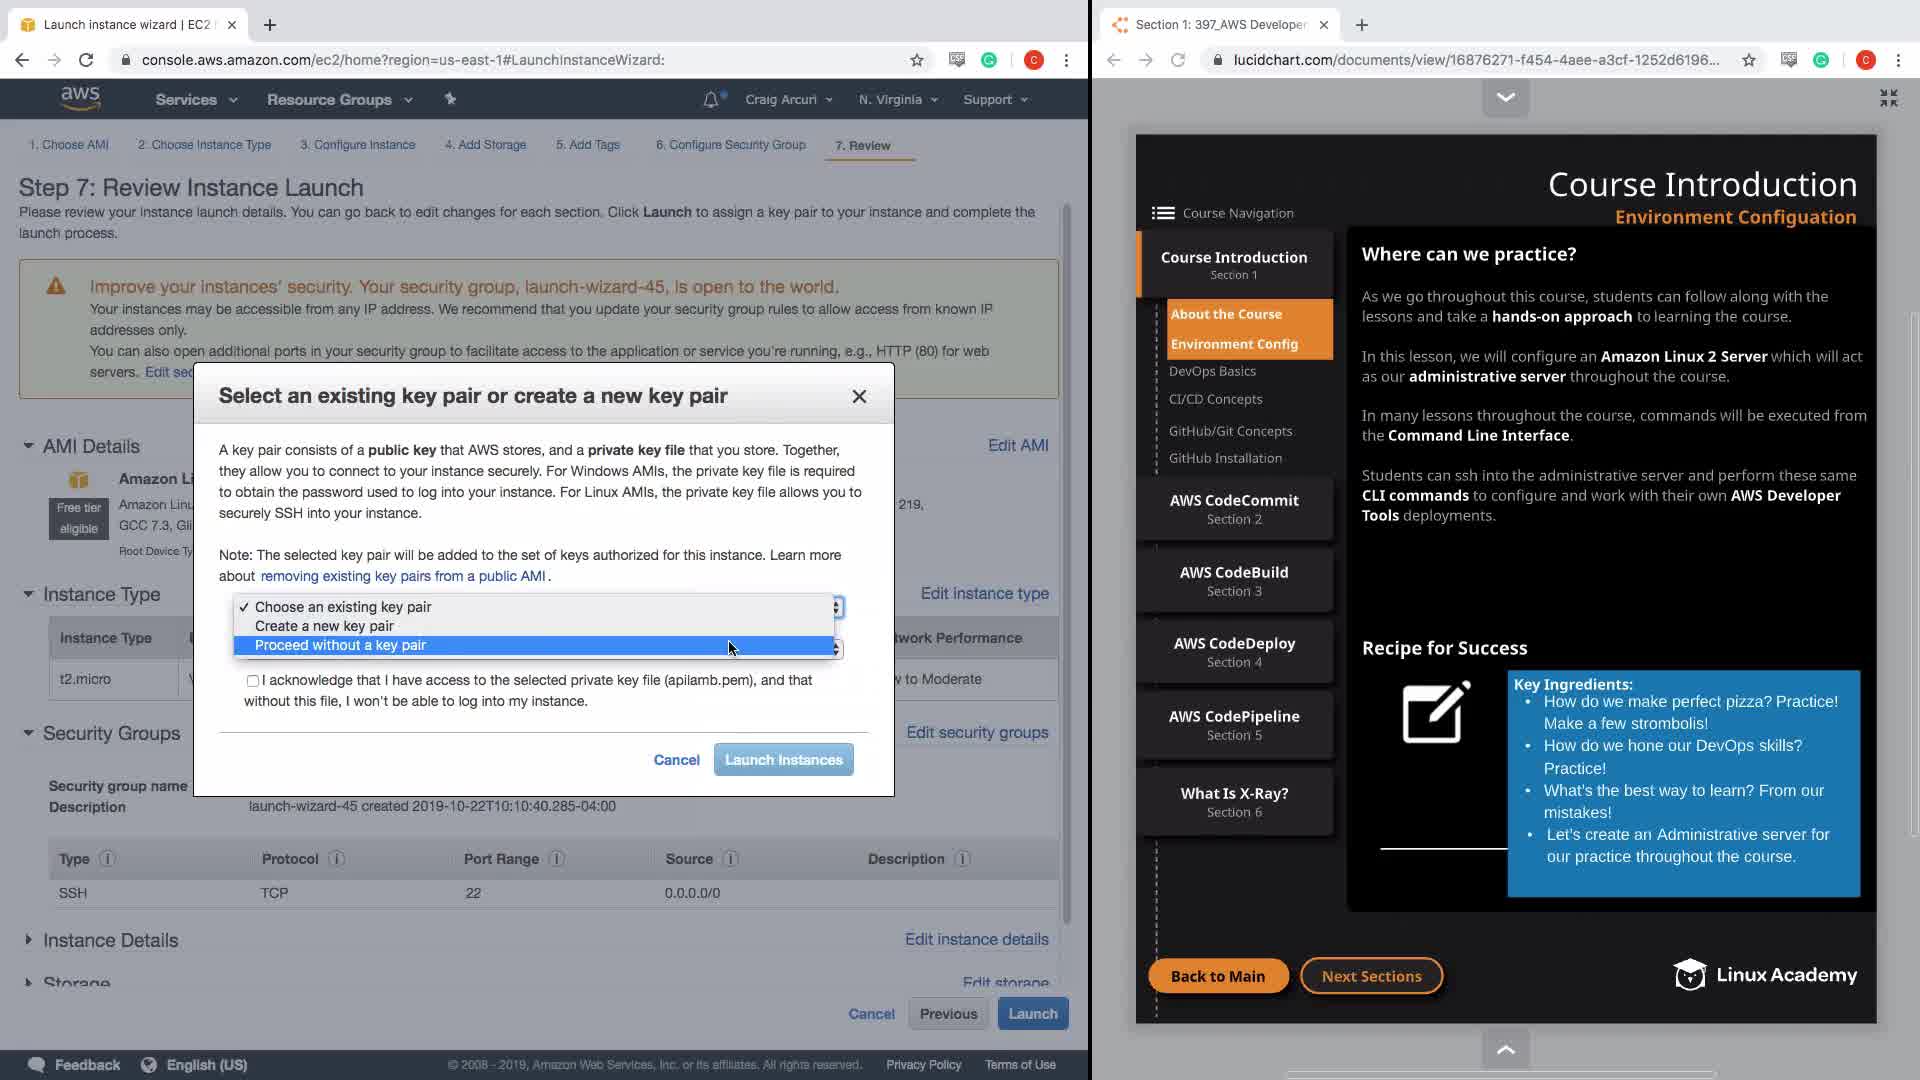 Launch instance wizard | EC2
Section 1: 397_AWS Developer
console.aws.amazon.com/ec2/home?region=us-east-1#LaunchInstanceWizard:
lucidchart.com/documents/view/16876271-f454-4aee-a3cf-1252d6196...
aws
Services
Resource Groups
Craig Arcuri
N. Virginia
Support
1. Choose AMI
2. Choose Instance Type
3. Configure Instance
4. Add Storage
5. Add Tags
6. Configure Security Group
7. Review
Step 7: Review Instance Launch
Please review your instance launch details. You can go back to edit changes for each section. Click Launch to assign a key pair to your instance and complete the
launch process.
Improve your instances' security. Your security group, launch-wizard-45, is open to the world.
Your instances may be accessible from any IP address. We recommend that you update your security group rules to allow access from known IP
addresses only.
You can also open additional ports in your security group to facilitate access to the application or service you're running, e.g., HTTP (80) for web
servers. Edit sec
Select an existing key pair or create a new key pair
A key pair consists of a public key that AWS stores, and a private key file that you store. Together,
they allow you to connect to your instance securely. For Windows AMIs, the private key file is required
to obtain the password used to log into your instance. For Linux AMIs, the private key file allows you to
securely SSH into your instance.
Note: The selected key pair will be added to the set of keys authorized for this instance. Learn more
about removing existing key pairs from a public AMI .
✓ Choose an existing key pair
Create a new key pair
Proceed without a key pair
I acknowledge that I have access to the selected private key file (apilamb.pem), and that
without this file, I won't be able to log into my instance.
Cancel
Launch Instances
AMI Details
Edit AMI
Amazon Li
Free tier
eligible
Amazon Linu
219,
GCC 7.3, Gli
Root Device Ty
Instance Type
Edit instance type
Instance Type
work Performance
t2.micro
w to Moderate
Security Groups
Edit security groups
Security group name
Description
launch-wizard-45 created 2019-10-22T10:10:40.285-04:00
Type
Protocol
Port Range
Source
Description
SSH
TCP
22
0.0.0.0/0
Instance Details
Edit instance details
Storage
Edit storage
Cancel
Previous
Launch
Feedback
English (US)
© 2008 - 2019, Amazon Web Services, Inc. or its affiliates. All rights reserved.
Privacy Policy
Terms of Use
Course Introduction
Environment Configuation
Course Navigation
Course Introduction
Section 1
About the Course
Environment Config
DevOps Basics
CI/CD Concepts
GitHub/Git Concepts
GitHub Installation
AWS CodeCommit
Section 2
AWS CodeBuild
Section 3
AWS CodeDeploy
Section 4
AWS CodePipeline
Section 5
What Is X-Ray?
Section 6
Where can we practice?
As we go throughout this course, students can follow along with the
lessons and take a hands-on approach to learning the course.
In this lesson, we will configure an Amazon Linux 2 Server which will act
as our administrative server throughout the course.
In many lessons throughout the course, commands will be executed from
the Command Line Interface.
Students can ssh into the administrative server and perform these same
CLI commands to configure and work with their own AWS Developer
Tools deployments.
Recipe for Success
Key Ingredients:
• How do we make perfect pizza? Practice!
Make a few strombolis!
• How do we hone our DevOps skills?
Practice!
• What's the best way to learn? From our
mistakes!
• Let's create an Administrative server for
our practice throughout the course.
Back to Main
Next Sections
Linux Academy